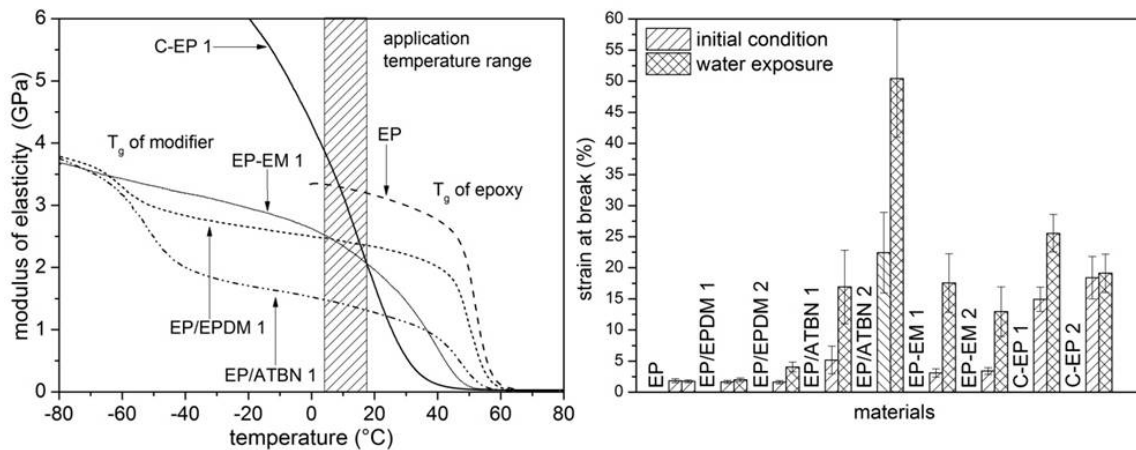 6
5
4
3
2
1
0
modulus of elasticity (GPa)
C-EP 1
application
temperature range
Tg of modifier
EP-EM 1
EP
Tg of epoxy
EP/EPDM 1
EP/ATBN 1
-80 -60 -40 -20 0 20 40 60 80
temperature (°C)
60
55
50
45
40
35
30
25
20
15
10
5
0
strain at break (%)
initial condition
water exposure
EP
EP/EPDM 1
EP/EPDM 2
EP/ATBN 1
EP/ATBN 2
EP-EM 1
EP-EM 2
C-EP 1
C-EP 2
materials